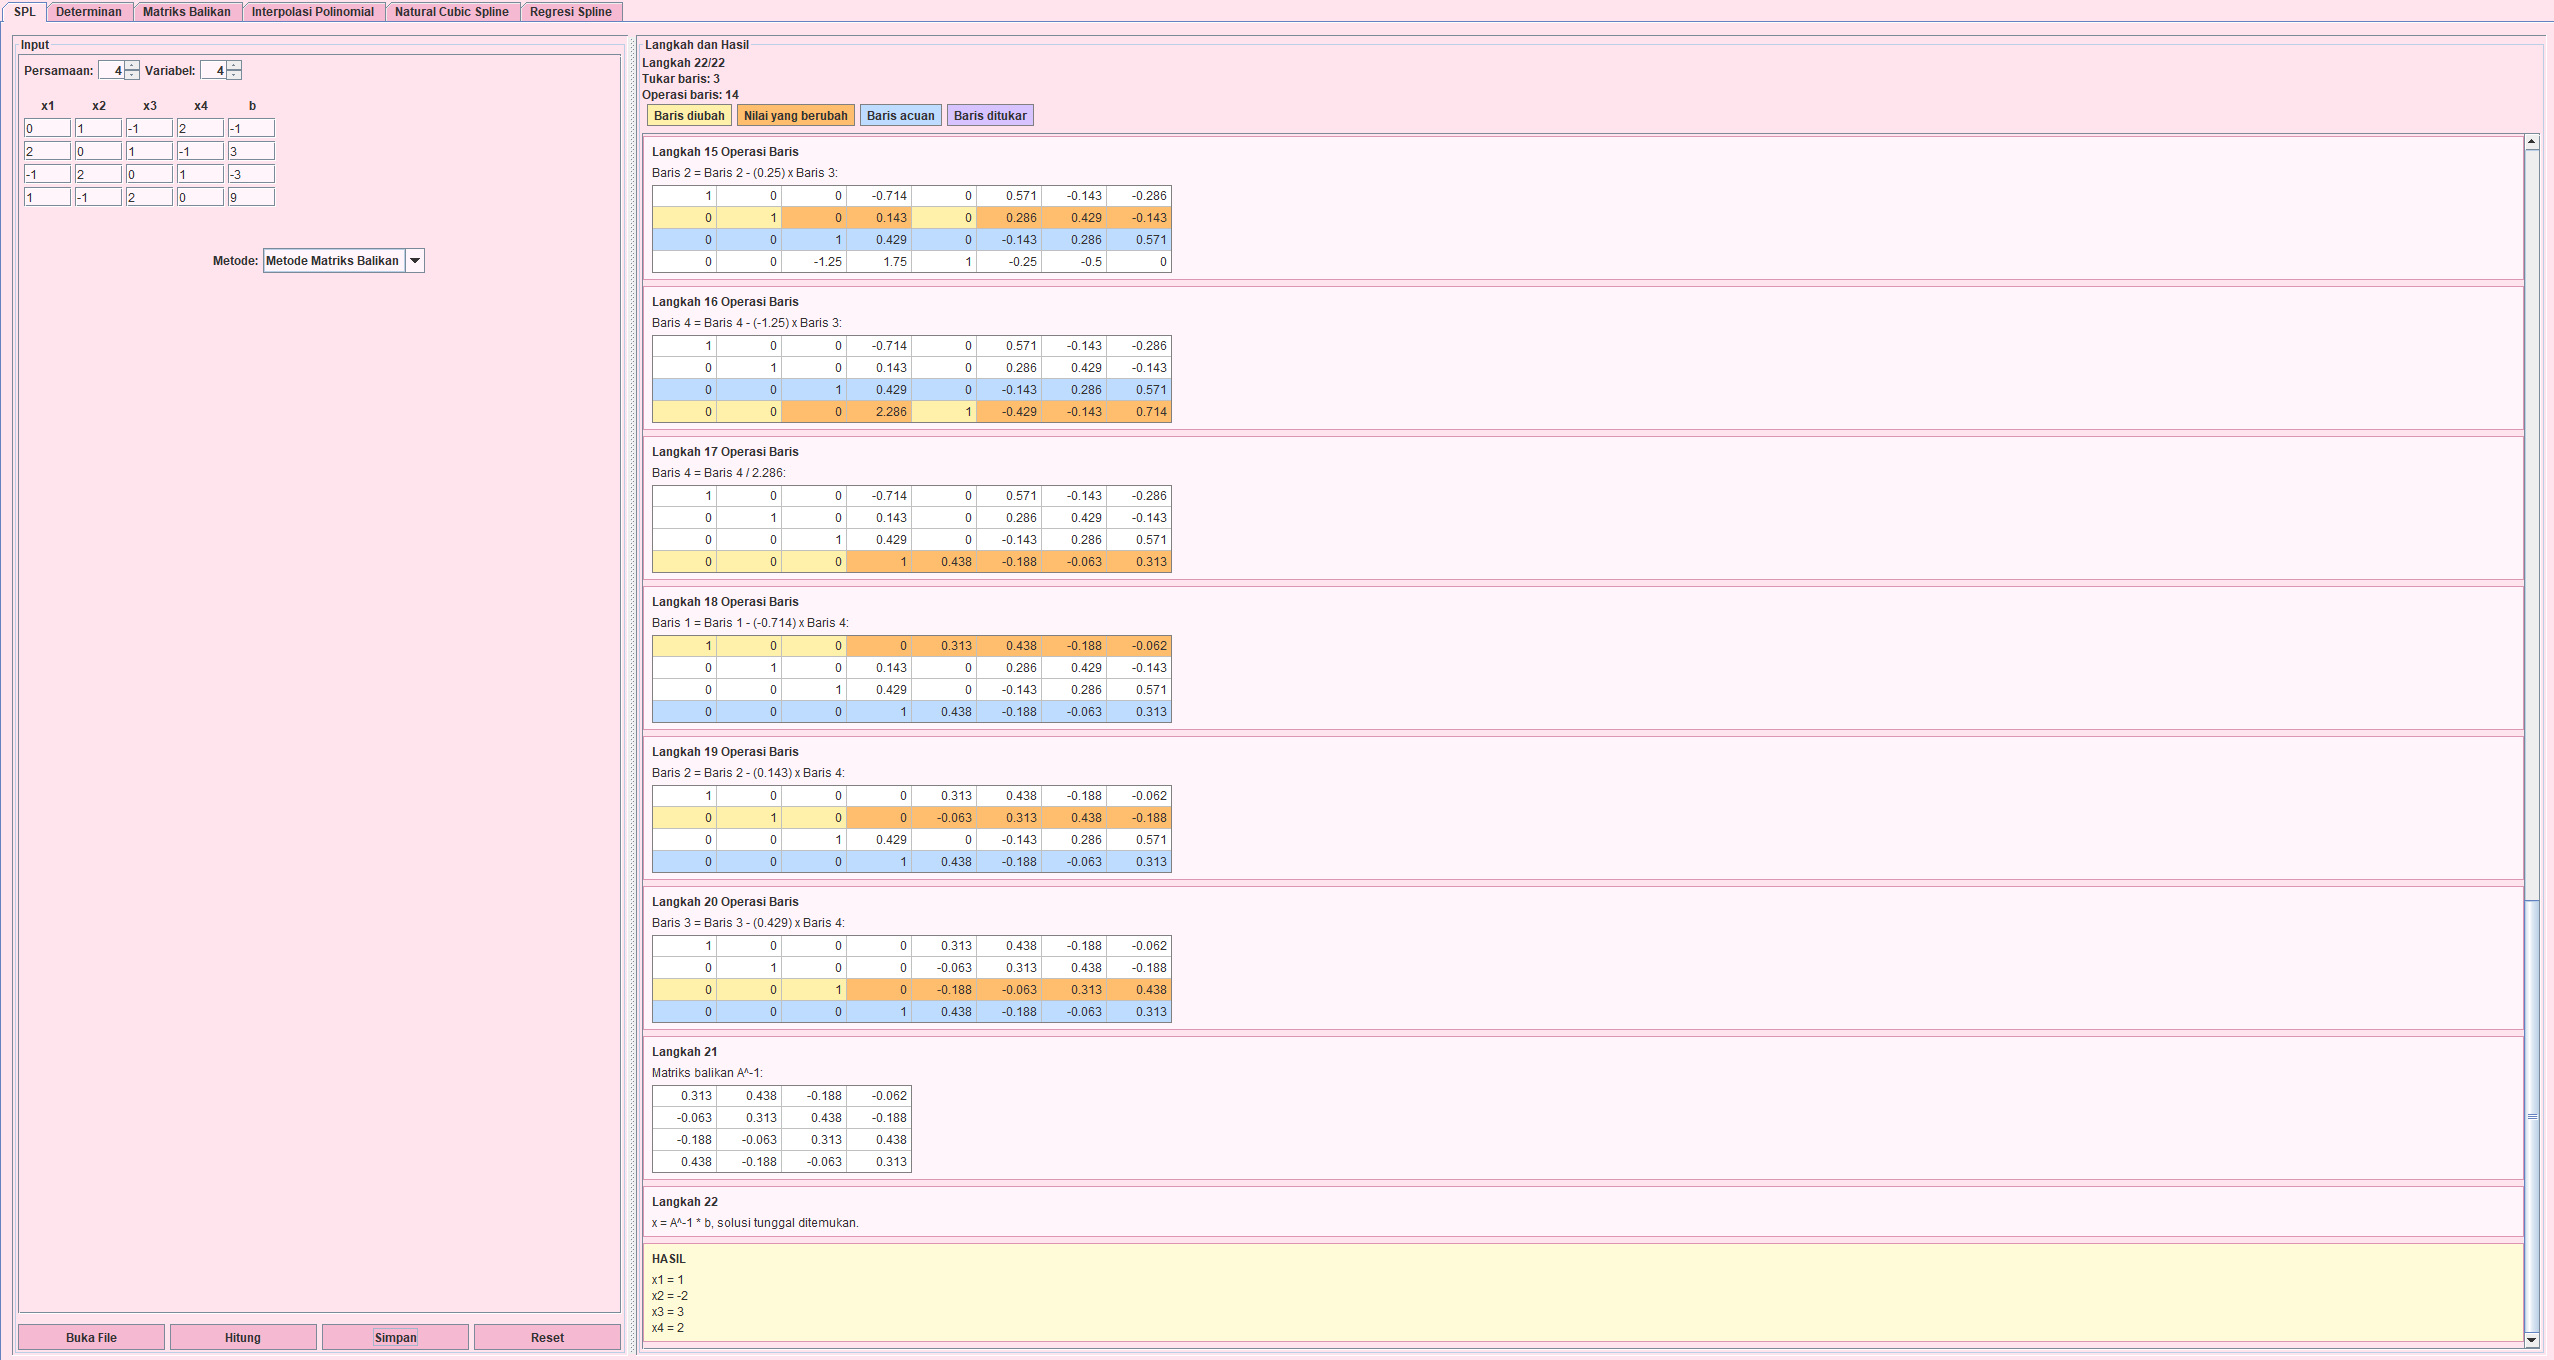 SPL Determinan Matriks Balikan Interpolasi Polinomial Natural Cubic Spline Regresi Spline
Input
Persamaan: 4 Variabel: 4
x1 x2 x3 x4 b
0 1 -1 2 -1
2 0 1 -1 3
-1 2 0 1 -3
1 -1 2 0 9
Metode: Metode Matriks Balikan
Buka File Hitung Simpan Reset
Langkah dan Hasil
Langkah 22/22
Tukar baris: 3
Operasi baris: 14
Baris diubah Nilai yang berubah Baris acuan Baris ditukar
Langkah 15 Operasi Baris
Baris 2 = Baris 2 - (0.25) x Baris 3:
1 0 0 -0.714 0 0.571 -0.143 -0.286
0 1 0 0.143 0 0.286 0.429 -0.143
0 0 1 0.429 0 -0.143 0.286 0.571
0 0 -1.25 1.75 1 -0.25 -0.5 0
Langkah 16 Operasi Baris
Baris 4 = Baris 4 - (-1.25) x Baris 3:
1 0 0 -0.714 0 0.571 -0.143 -0.286
0 1 0 0.143 0 0.286 0.429 -0.143
0 0 1 0.429 0 -0.143 0.286 0.571
0 0 0 2.286 1 -0.429 -0.143 0.714
Langkah 17 Operasi Baris
Baris 4 = Baris 4 / 2.286:
1 0 0 -0.714 0 0.571 -0.143 -0.286
0 1 0 0.143 0 0.286 0.429 -0.143
0 0 1 0.429 0 -0.143 0.286 0.571
0 0 0 1 0.438 -0.188 -0.063 0.313
Langkah 18 Operasi Baris
Baris 1 = Baris 1 - (-0.714) x Baris 4:
1 0 0 0 0.313 0.438 -0.188 -0.062
0 1 0 0.143 0 0.286 0.429 -0.143
0 0 1 0.429 0 -0.143 0.286 0.571
0 0 0 1 0.438 -0.188 -0.063 0.313
Langkah 19 Operasi Baris
Baris 2 = Baris 2 - (0.143) x Baris 4:
1 0 0 0 0.313 0.438 -0.188 -0.062
0 1 0 0 -0.063 0.313 0.438 -0.188
0 0 1 0.429 0 -0.143 0.286 0.571
0 0 0 1 0.438 -0.188 -0.063 0.313
Langkah 20 Operasi Baris
Baris 3 = Baris 3 - (0.429) x Baris 4:
1 0 0 0 0.313 0.438 -0.188 -0.062
0 1 0 0 -0.063 0.313 0.438 -0.188
0 0 1 0 -0.188 -0.063 0.313 0.438
0 0 0 1 0.438 -0.188 -0.063 0.313
Langkah 21
Matriks balikan A^-1:
0.313 0.438 -0.188 -0.062
-0.063 0.313 0.438 -0.188
-0.188 -0.063 0.313 0.438
0.438 -0.188 -0.063 0.313
Langkah 22
x = A^-1 * b, solusi tunggal ditemukan.
HASIL
x1 = 1
x2 = -2
x3 = 3
x4 = 2